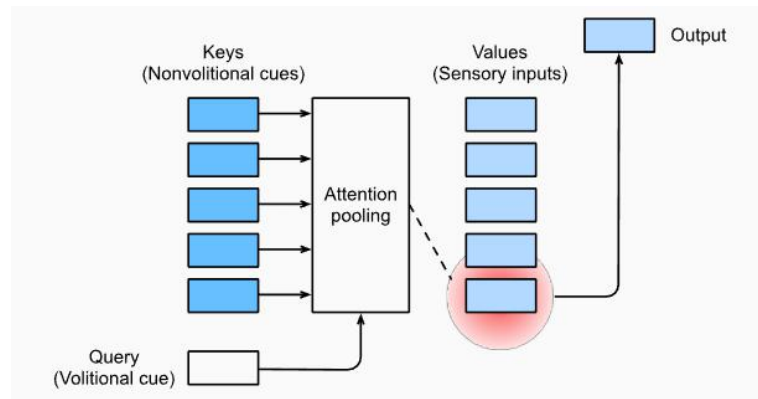 Keys
(Nonvolitional cues)
Values
(Sensory inputs)
Output
Attention
pooling
Query
(Volitional cue)